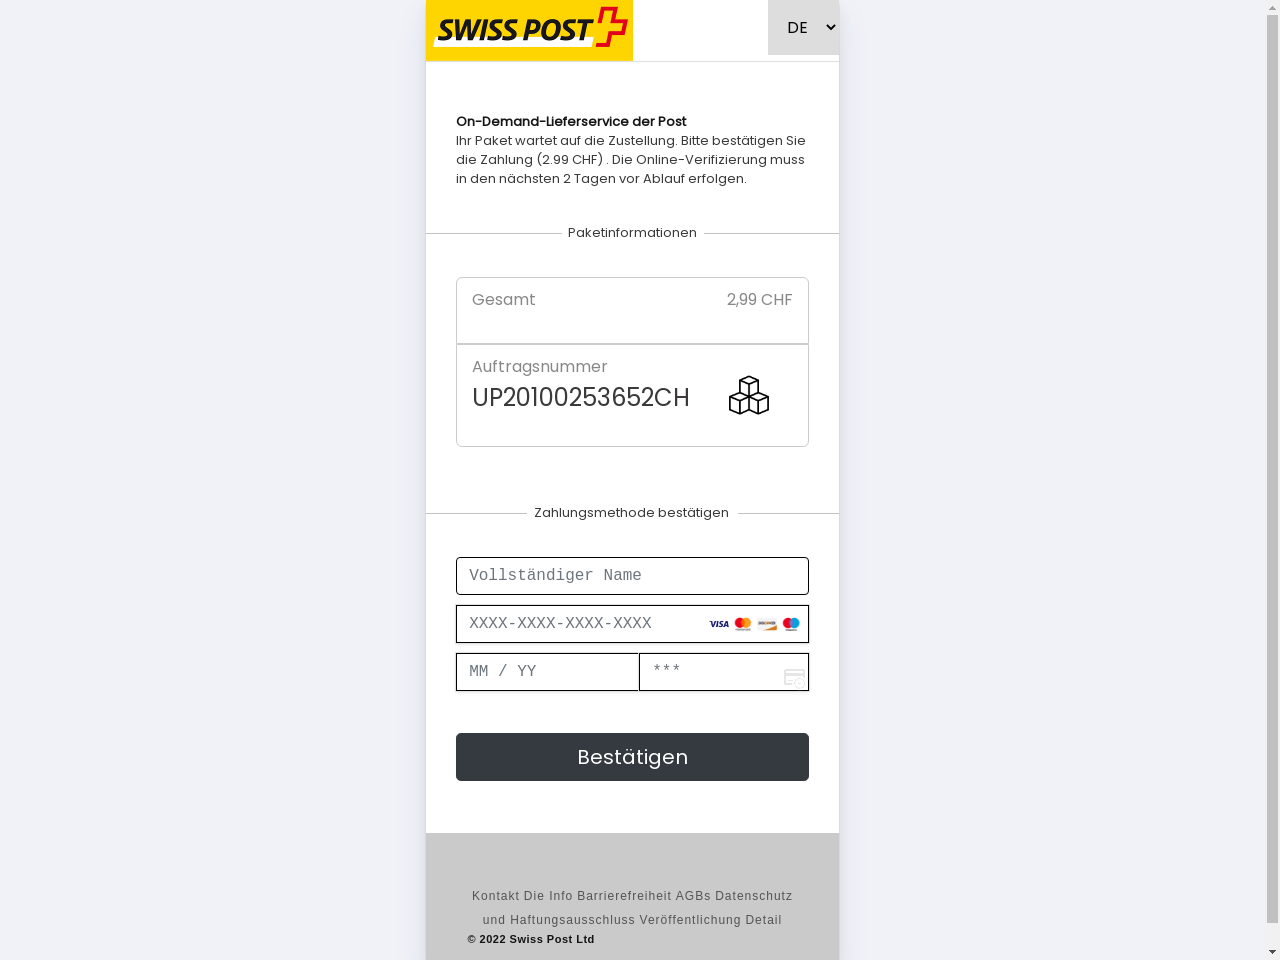 SWISS POST
DE
On-Demand-Lieferservice der Post
Ihr Paket wartet auf die Zustellung. Bitte bestätigen Sie
die Zahlung (2.99 CHF) . Die Online-Verifizierung muss
in den nächsten 2 Tagen vor Ablauf erfolgen.
Paketinformationen
Gesamt 2,99 CHF
Auftragsnummer
UP20100253652CH
Zahlungsmethode bestätigen
Vollständiger Name
XXXX-XXXX-XXXX-XXXX VISA
MM / YY ***
Bestätigen
Kontakt Die Info Barrierefreiheit AGBs Datenschutz
und Haftungsausschluss Veröffentlichung Detail
© 2022 Swiss Post Ltd